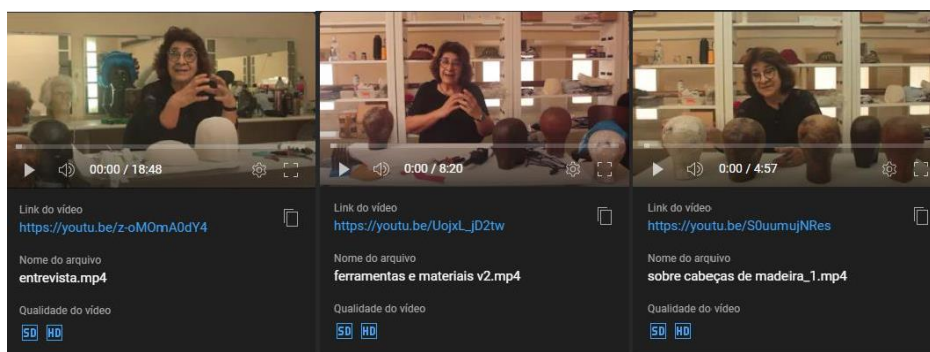 00:00 / 18:48
Link do vídeo
https://youtu.be/z-oMOmA0dY4
Nome do arquivo
entrevista.mp4
Qualidade do vídeo
SD HD
0:00 / 8:20
Link do vídeo
https://youtu.be/UojxL_jD2tw
Nome do arquivo
ferramentas e materiais v2.mp4
Qualidade do vídeo
SD HD
0:00 / 4:57
Link do vídeo
https://youtu.be/S0uumujNRes
Nome do arquivo
sobre cabeças de madeira_1.mp4
Qualidade do vídeo
SD HD